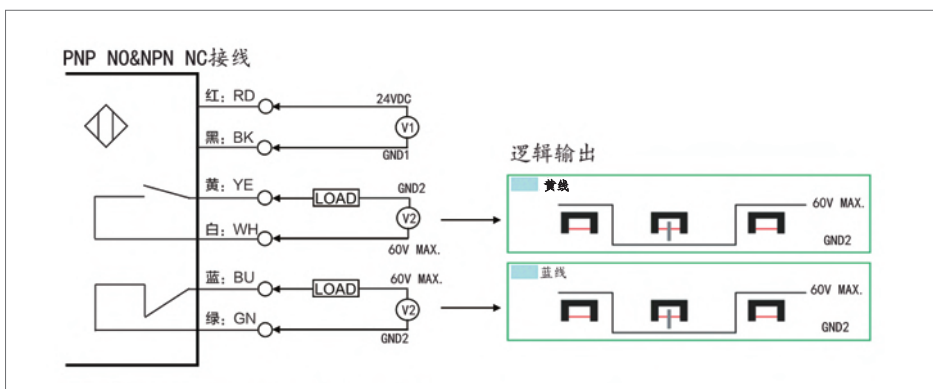 PNP NO&NPN NC接线
红: RD
24VDC
V1
黑: BK
GND1
黄: YE
LOAD
GND2
V2
白: WH
60V MAX.
蓝: BU
LOAD
60V MAX.
V2
绿: GN
GND2
逻辑输出
黄线
60V MAX.
GND2
蓝线
60V MAX.
GND2